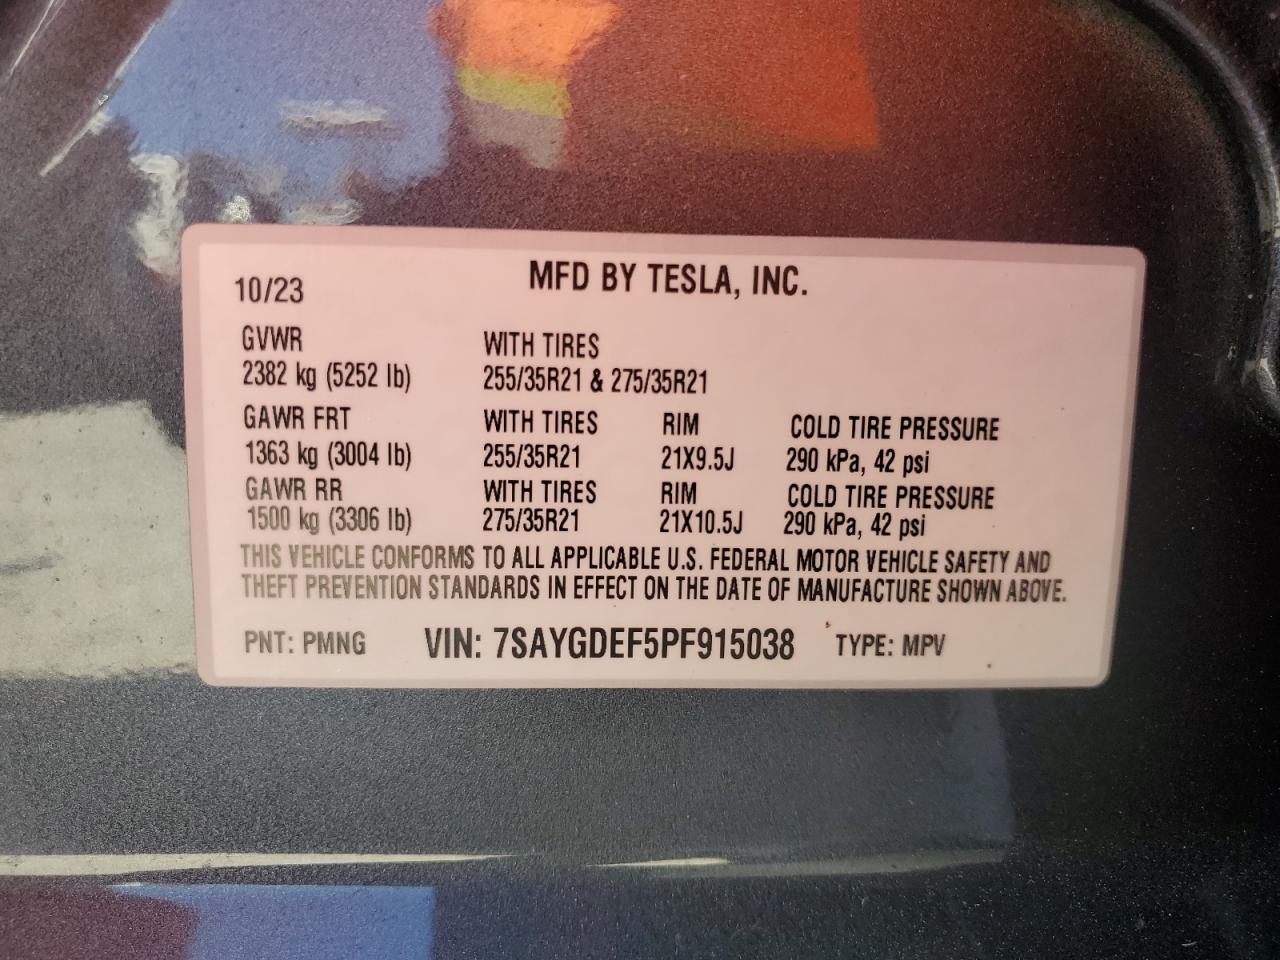 MFD BY TESLA, INC.
10/23
GVWR WITH TIRES
2382 kg (5252 lb) 255/35R21 & 275/35R21
GAWR FRT WITH TIRES RIM COLD TIRE PRESSURE
1363 kg (3004 lb) 255/35R21 21X9.5J 290 kPa, 42 psi
GAWR RR WITH TIRES RIM COLD TIRE PRESSURE
1500 kg (3306 lb) 275/35R21 21X10.5J 290 kPa, 42 psi
THIS VEHICLE CONFORMS TO ALL APPLICABLE U.S. FEDERAL MOTOR VEHICLE SAFETY AND
THEFT PREVENTION STANDARDS IN EFFECT ON THE DATE OF MANUFACTURE SHOWN ABOVE.
PNT: PMNG VIN: 7SAYGDEF5PF915038 TYPE: MPV